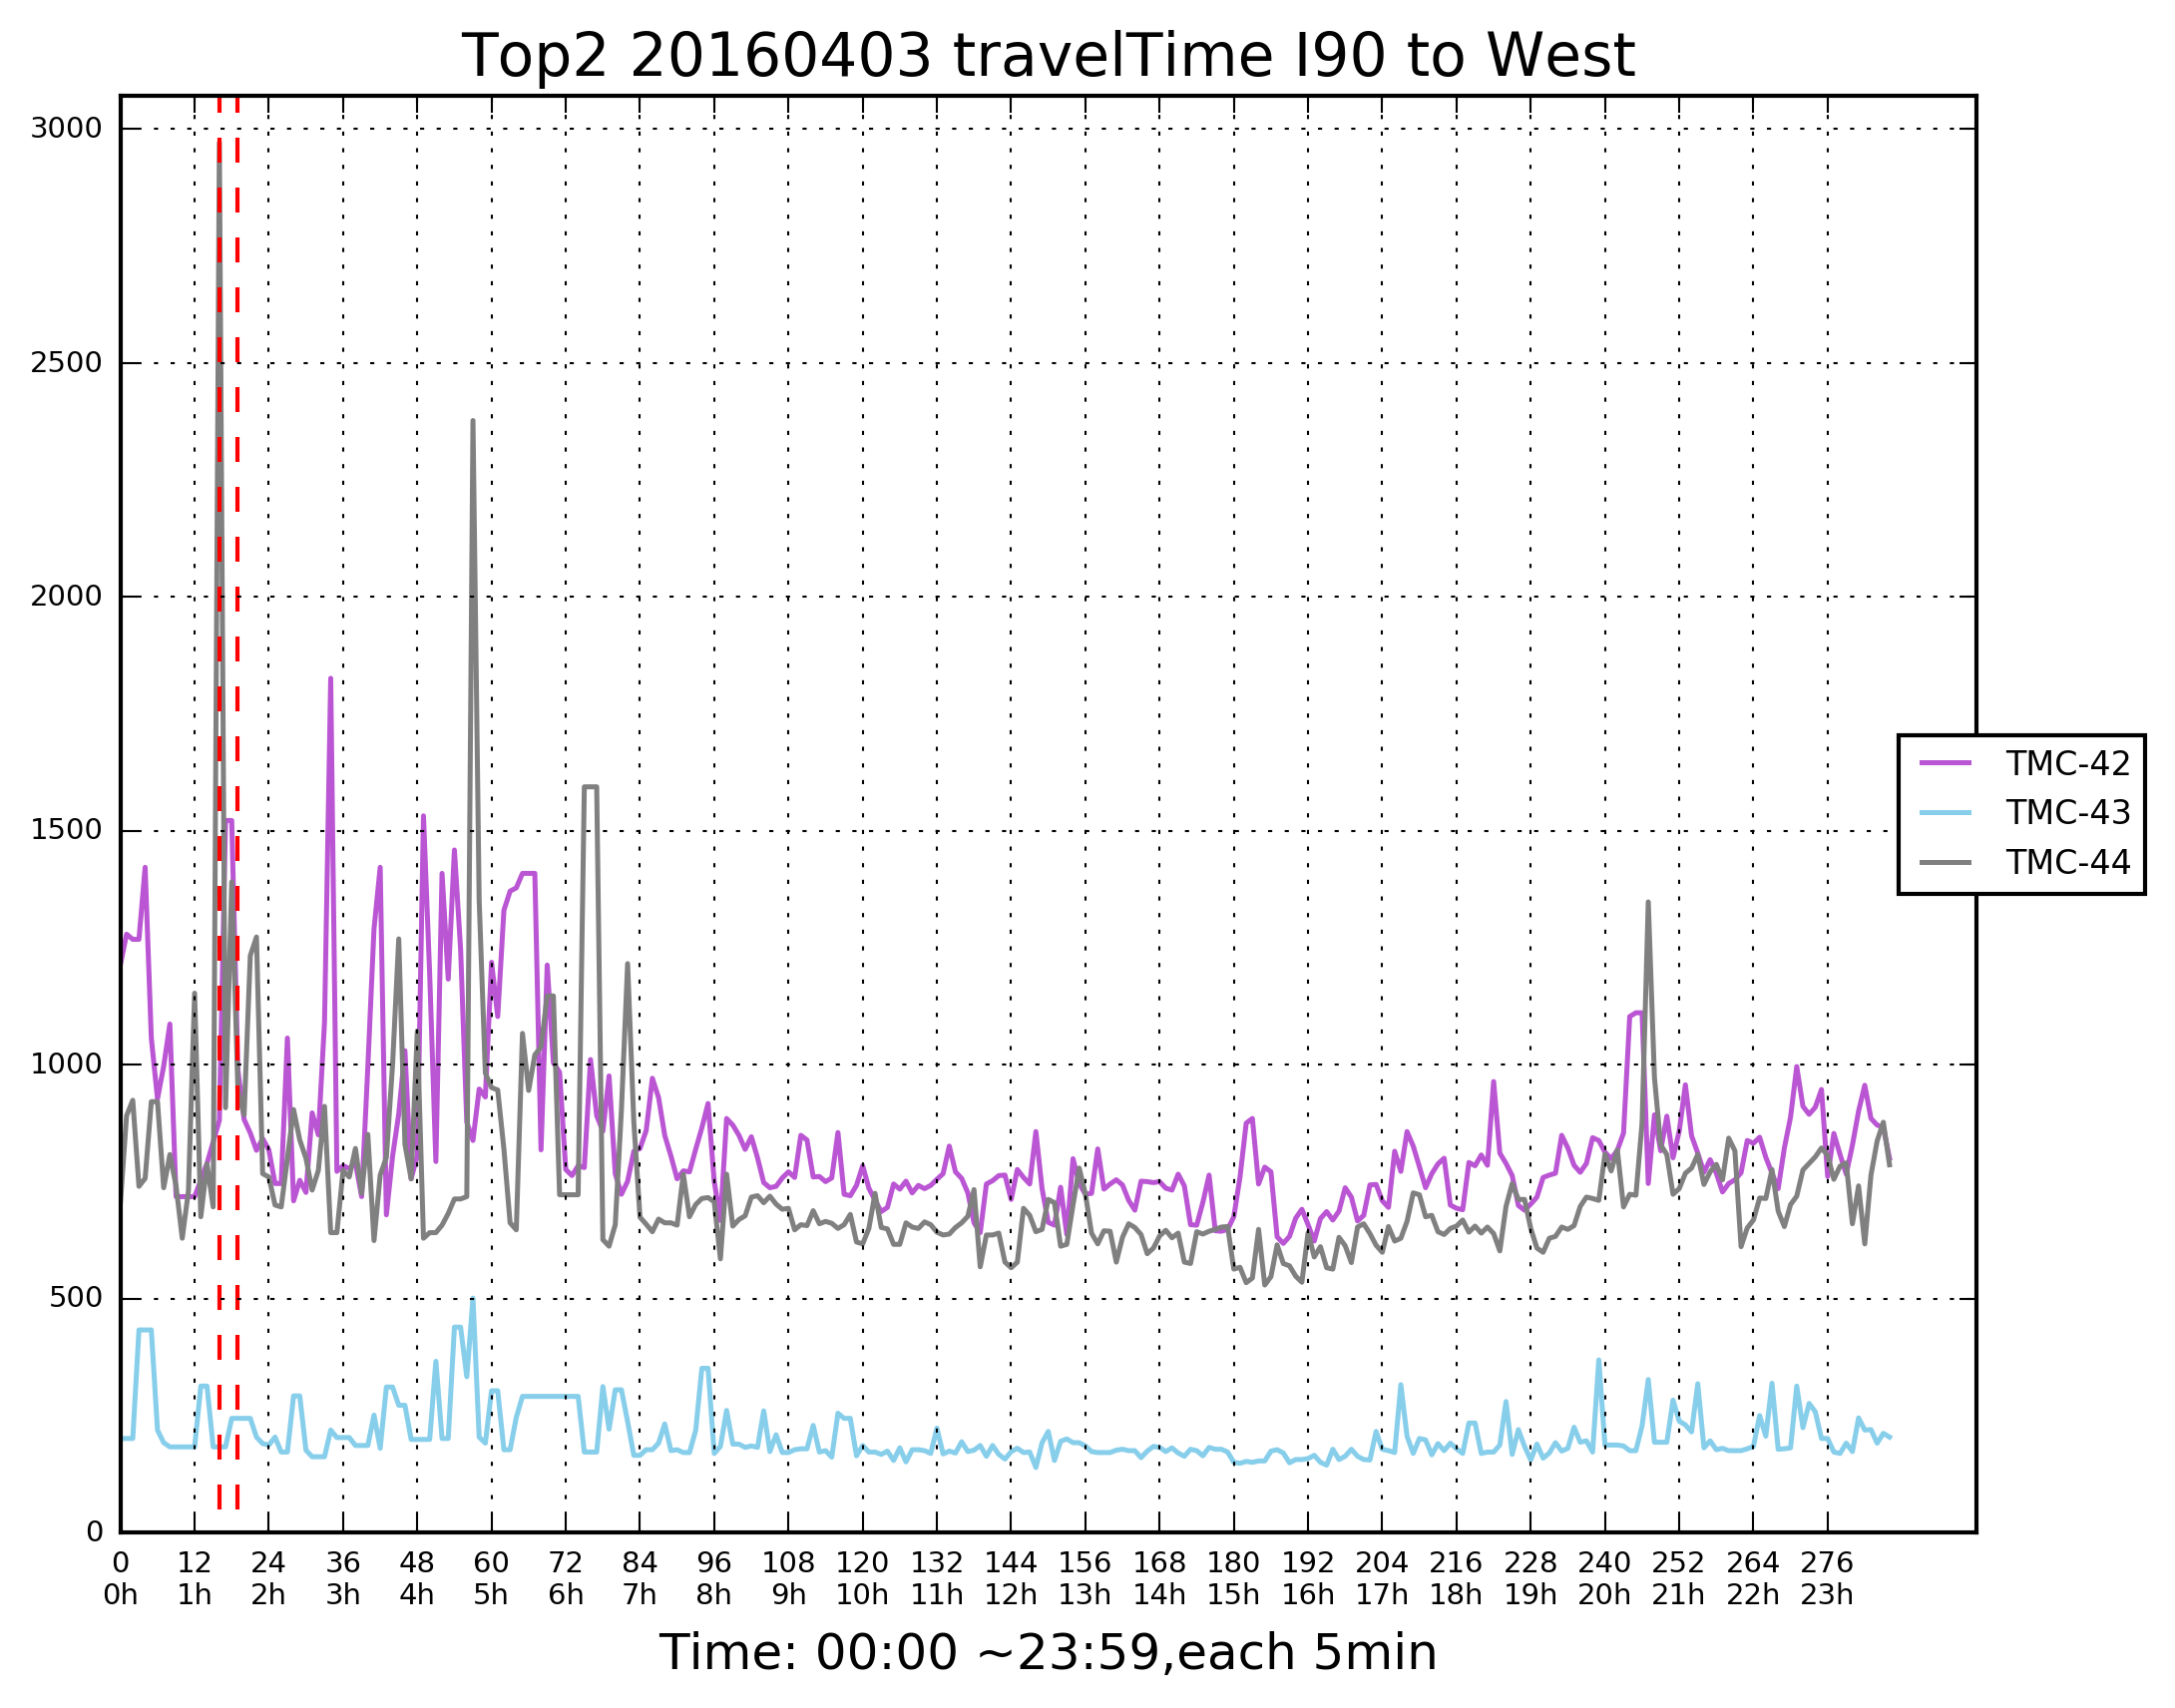 Top2 20160403 travelTime I90 to West
3000
2500
2000
1500
1000
500
0
TMC-42
TMC-43
TMC-44
0 12 24 36 48 60 72 84 96 108 120 132 144 156 168 180 192 204 216 228 240 252 264 276
0h 1h 2h 3h 4h 5h 6h 7h 8h 9h 10h 11h 12h 13h 14h 15h 16h 17h 18h 19h 20h 21h 22h 23h
Time: 00:00 ~23:59,each 5min